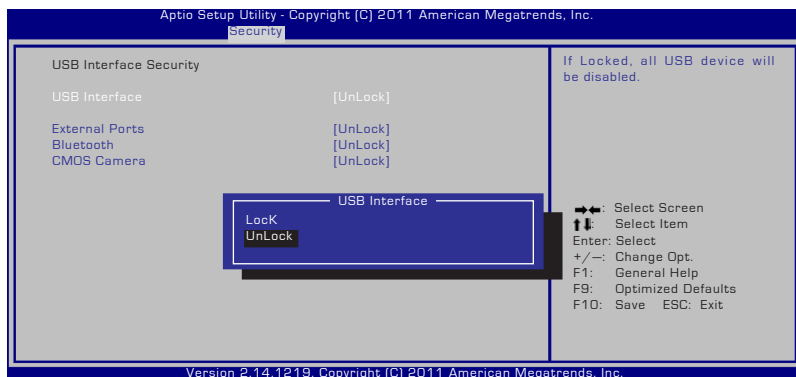 Aptio Setup Utility - Copyright (C) 2011 American Megatrends, Inc.
Security
USB Interface Security
USB Interface [UnLock]
External Ports [UnLock]
Bluetooth [UnLock]
CMOS Camera [UnLock]
USB Interface
LocK
UnLock
If Locked, all USB device will
be disabled.
→←: Select Screen
↑↓: Select Item
Enter: Select
+/—: Change Opt.
F1: General Help
F9: Optimized Defaults
F10: Save ESC: Exit
Version 2.14.1219. Copyright (C) 2011 American Megatrends, Inc.